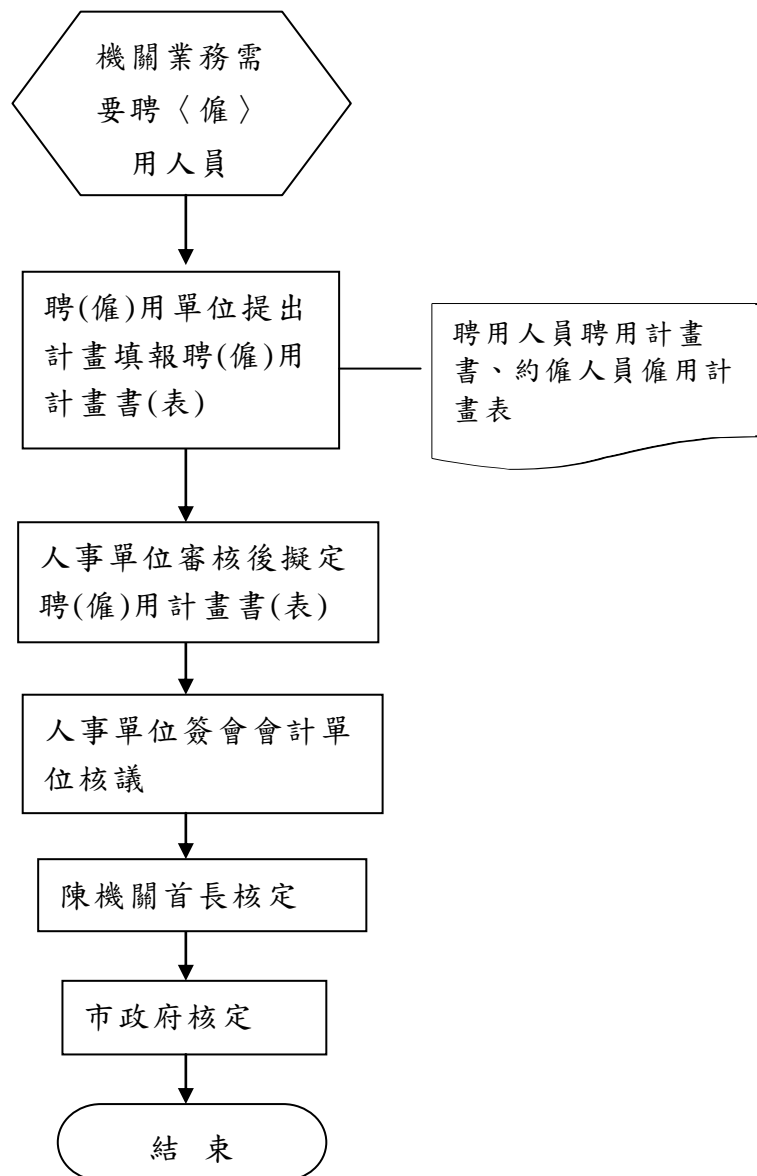 機關業務需
要聘〈僱〉
用人員
聘(僱)用單位提出
計畫填報聘(僱)用
計畫書(表)
聘用人員聘用計畫
書、約僱人員僱用計
畫表
人事單位審核後擬定
聘(僱)用計畫書(表)
人事單位簽會會計單
位核議
陳機關首長核定
市政府核定
結 束